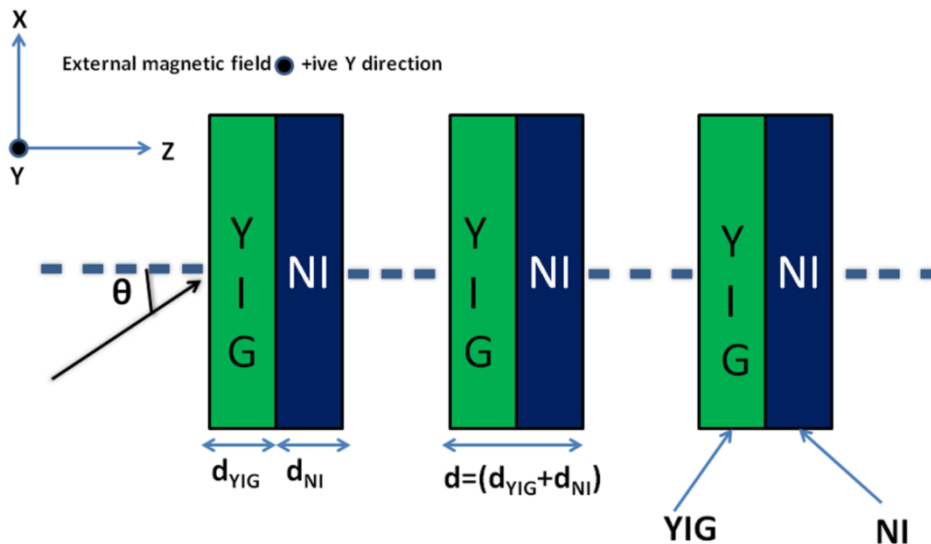 X
External magnetic field +ive Y direction
Z
Y
Y
I
G
NI
Y
I
G
NI
Y
I
G
NI
θ
dYIG
dNI
d=(dYIG+dNI)
YIG
NI